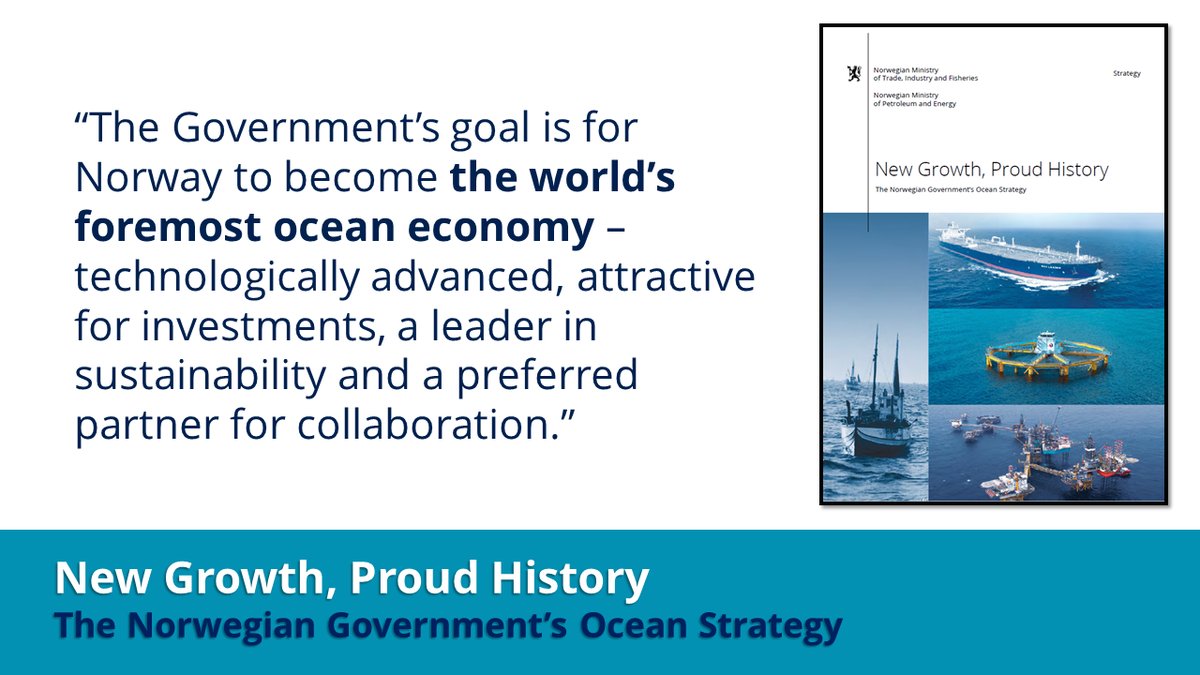 “The Government’s goal is for
Norway to become the world’s
foremost ocean economy –
technologically advanced, attractive
for investments, a leader in
sustainability and a preferred
partner for collaboration.”
Norwegian Ministry
of Trade, Industry and Fisheries
Norwegian Ministry
of Petroleum and Energy
Strategy
New Growth, Proud History
The Norwegian Government’s Ocean Strategy
New Growth, Proud History
The Norwegian Government’s Ocean Strategy